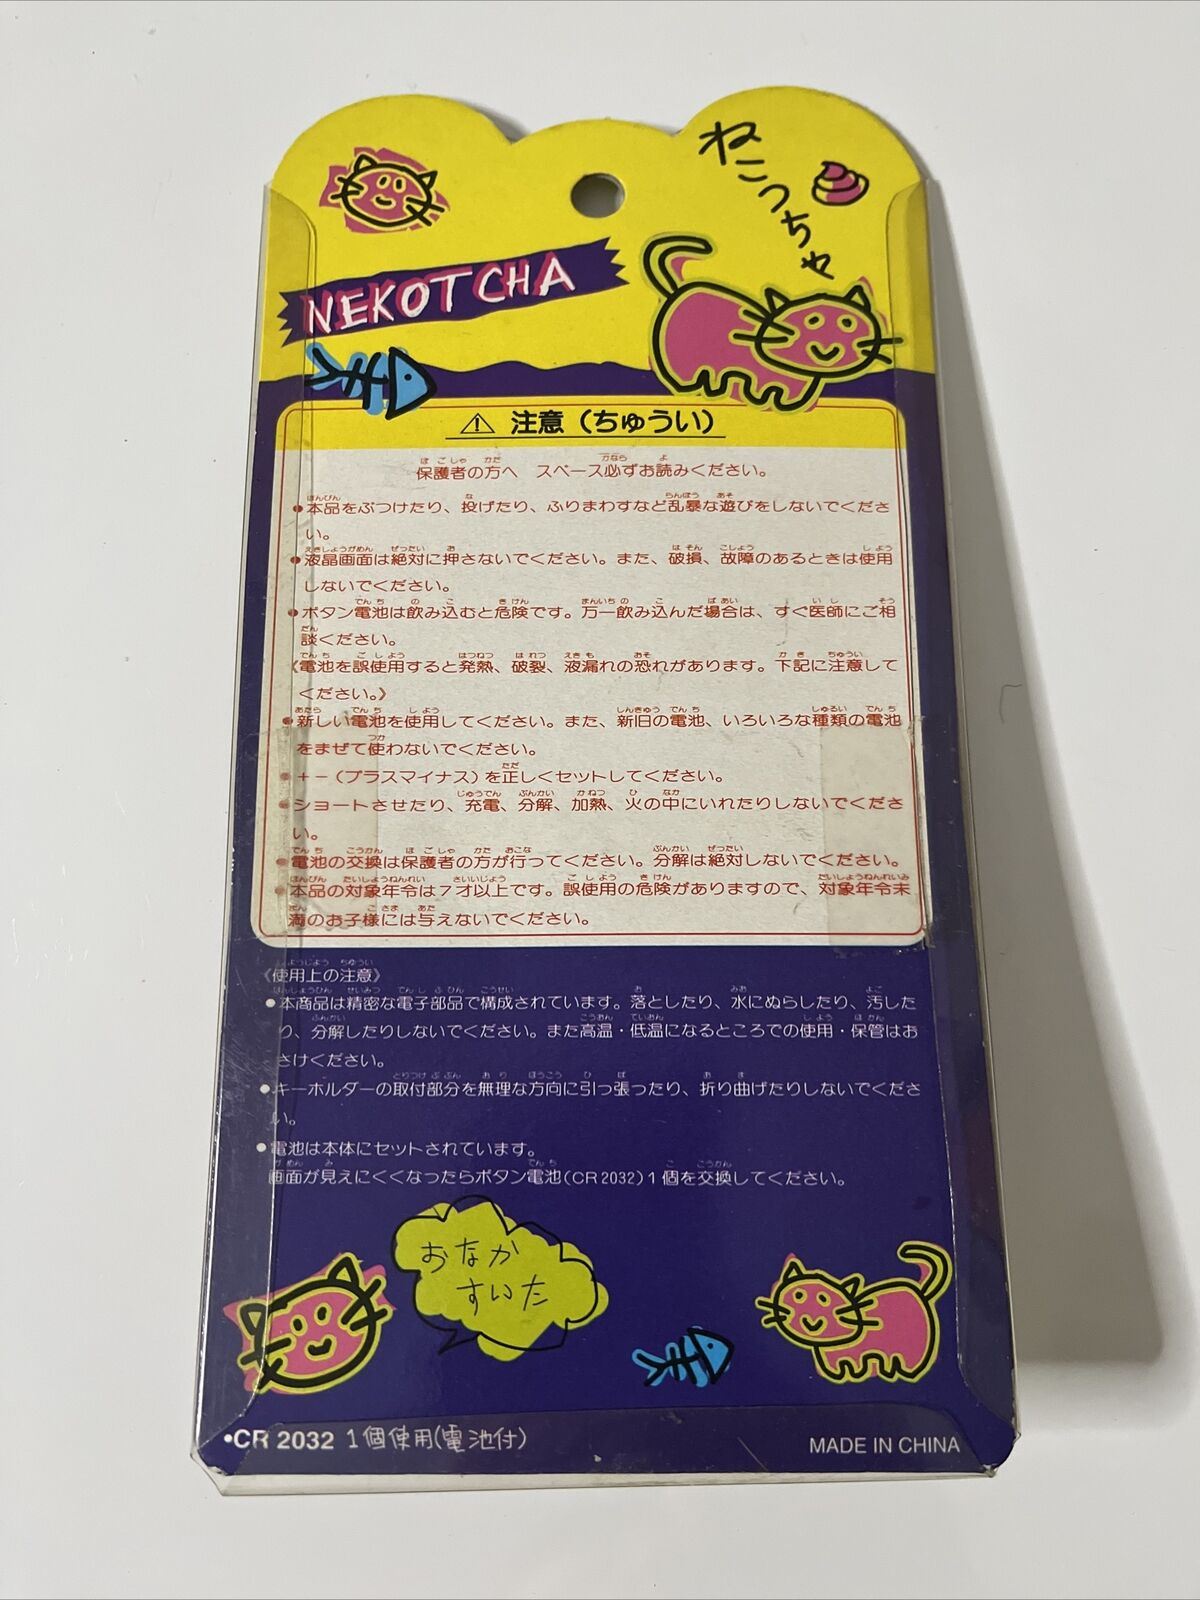 ねこっちゃ
NEKOTCHA
⚠ 注意（ちゅうい）
保護者の方へ　スペース必ずお読みください。
●本品をぶつけたり、投げたり、ふりまわすなど乱暴な遊びをしないでくださ
い。
●液晶画面は絶対に押さないでください。また、破損、故障のあるときは使用
しないでください。
●ボタン電池は飲み込むと危険です。万一飲み込んだ場合は、すぐ医師にご相
談ください。
《電池を誤使用すると発熱、破裂、液漏れの恐れがあります。下記に注意して
ください。》
●新しい電池を使用してください。また、新旧の電池、いろいろな種類の電池
をまぜて使わないでください。
●＋－（プラスマイナス）を正しくセットしてください。
●ショートさせたり、充電、分解、加熱、火の中にいれたりしないでくださ
い。
●電池の交換は保護者の方が行ってください。分解は絶対しないでください。
●本品の対象年令は７才以上です。誤使用の危険がありますので、対象年令未
満のお子様には与えないでください。
《使用上の注意》
●本商品は精密な電子部品で構成されています。落としたり、水にぬらしたり、汚した
り、分解したりしないでください。また高温・低温になるところでの使用・保管はお
さけください。
●キーホルダーの取付部分を無理な方向に引っ張ったり、折り曲げたりしないでくださ
い。
●電池は本体にセットされています。
画面が見えにくくなったらボタン電池(CR2032)1個を交換してください。
おなか
すいた
•CR 2032 1個使用(電池付)
MADE IN CHINA